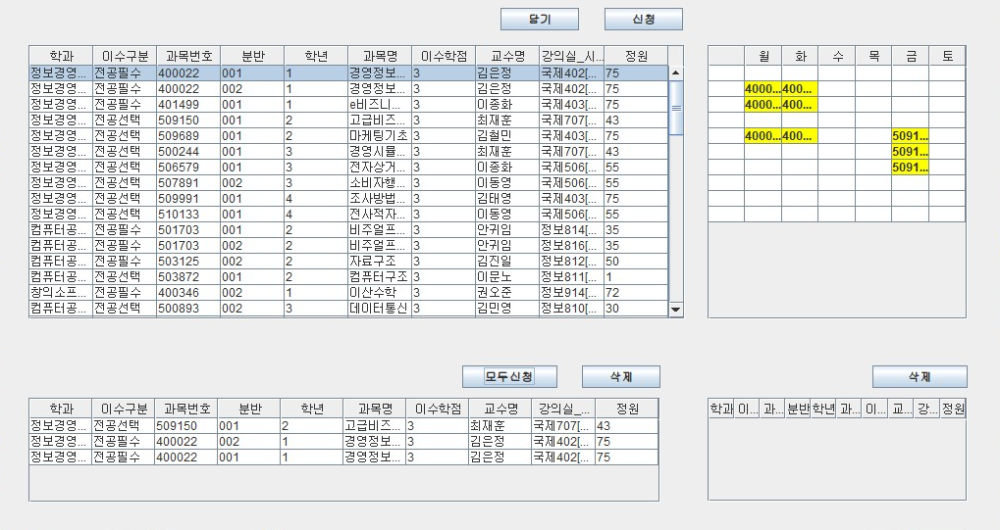 담기 신청
학과 이수구분 과목번호 분반 학년 과목명 이수학점 교수명 강의실_시... 정원
정보경영... 전공필수 400022 001 1 경영정보... 3 김은정 국제402[... 75
정보경영... 전공필수 400022 002 1 경영정보... 3 김은정 국제402[... 75
정보경영... 전공필수 401499 001 1 e비즈니... 3 이종화 국제403[... 75
정보경영... 전공선택 509150 001 2 고급비즈... 3 최재훈 국제707[... 43
정보경영... 전공선택 509689 001 2 마케팅기초 3 김철민 국제403[... 75
정보경영... 전공선택 500244 001 3 경영시뮬... 3 최재훈 국제707[... 43
정보경영... 전공선택 506579 001 3 전자상거... 3 이종화 국제506[... 55
정보경영... 전공선택 507891 002 3 소비자행... 3 이동영 국제506[... 55
정보경영... 전공선택 509991 001 4 조사방법... 3 김태영 국제403[... 75
정보경영... 전공선택 510133 001 4 전사적자... 3 이동영 국제506[... 55
컴퓨터공... 전공필수 501703 001 2 비주얼프... 3 안귀임 정보814[... 35
컴퓨터공... 전공필수 501703 002 2 비주얼프... 3 안귀임 정보816[... 35
컴퓨터공... 전공필수 503125 002 2 자료구조 3 김진일 정보812[... 50
컴퓨터공... 전공선택 503872 001 2 컴퓨터구조 3 이문노 정보811[... 1
창의소프... 전공필수 400346 002 1 이산수학 3 권오준 정보914[... 72
컴퓨터공... 전공선택 500893 002 3 데이터통신 3 김민영 정보810[... 30
월 화 수 목 금 토
4000... 400...
4000... 400...
4000... 400... 5091...
5091...
5091...
모두신청 삭제
학과 이수구분 과목번호 분반 학년 과목명 이수학점 교수명 강의실_... 정원
정보경영... 전공선택 509150 001 2 고급비즈... 3 최재훈 국제707[... 43
정보경영... 전공필수 400022 002 1 경영정보... 3 김은정 국제402[... 75
정보경영... 전공필수 400022 001 1 경영정보... 3 김은정 국제402[... 75
삭제
학과 이... 과... 분반 학년 과... 이... 교... 강... 정원